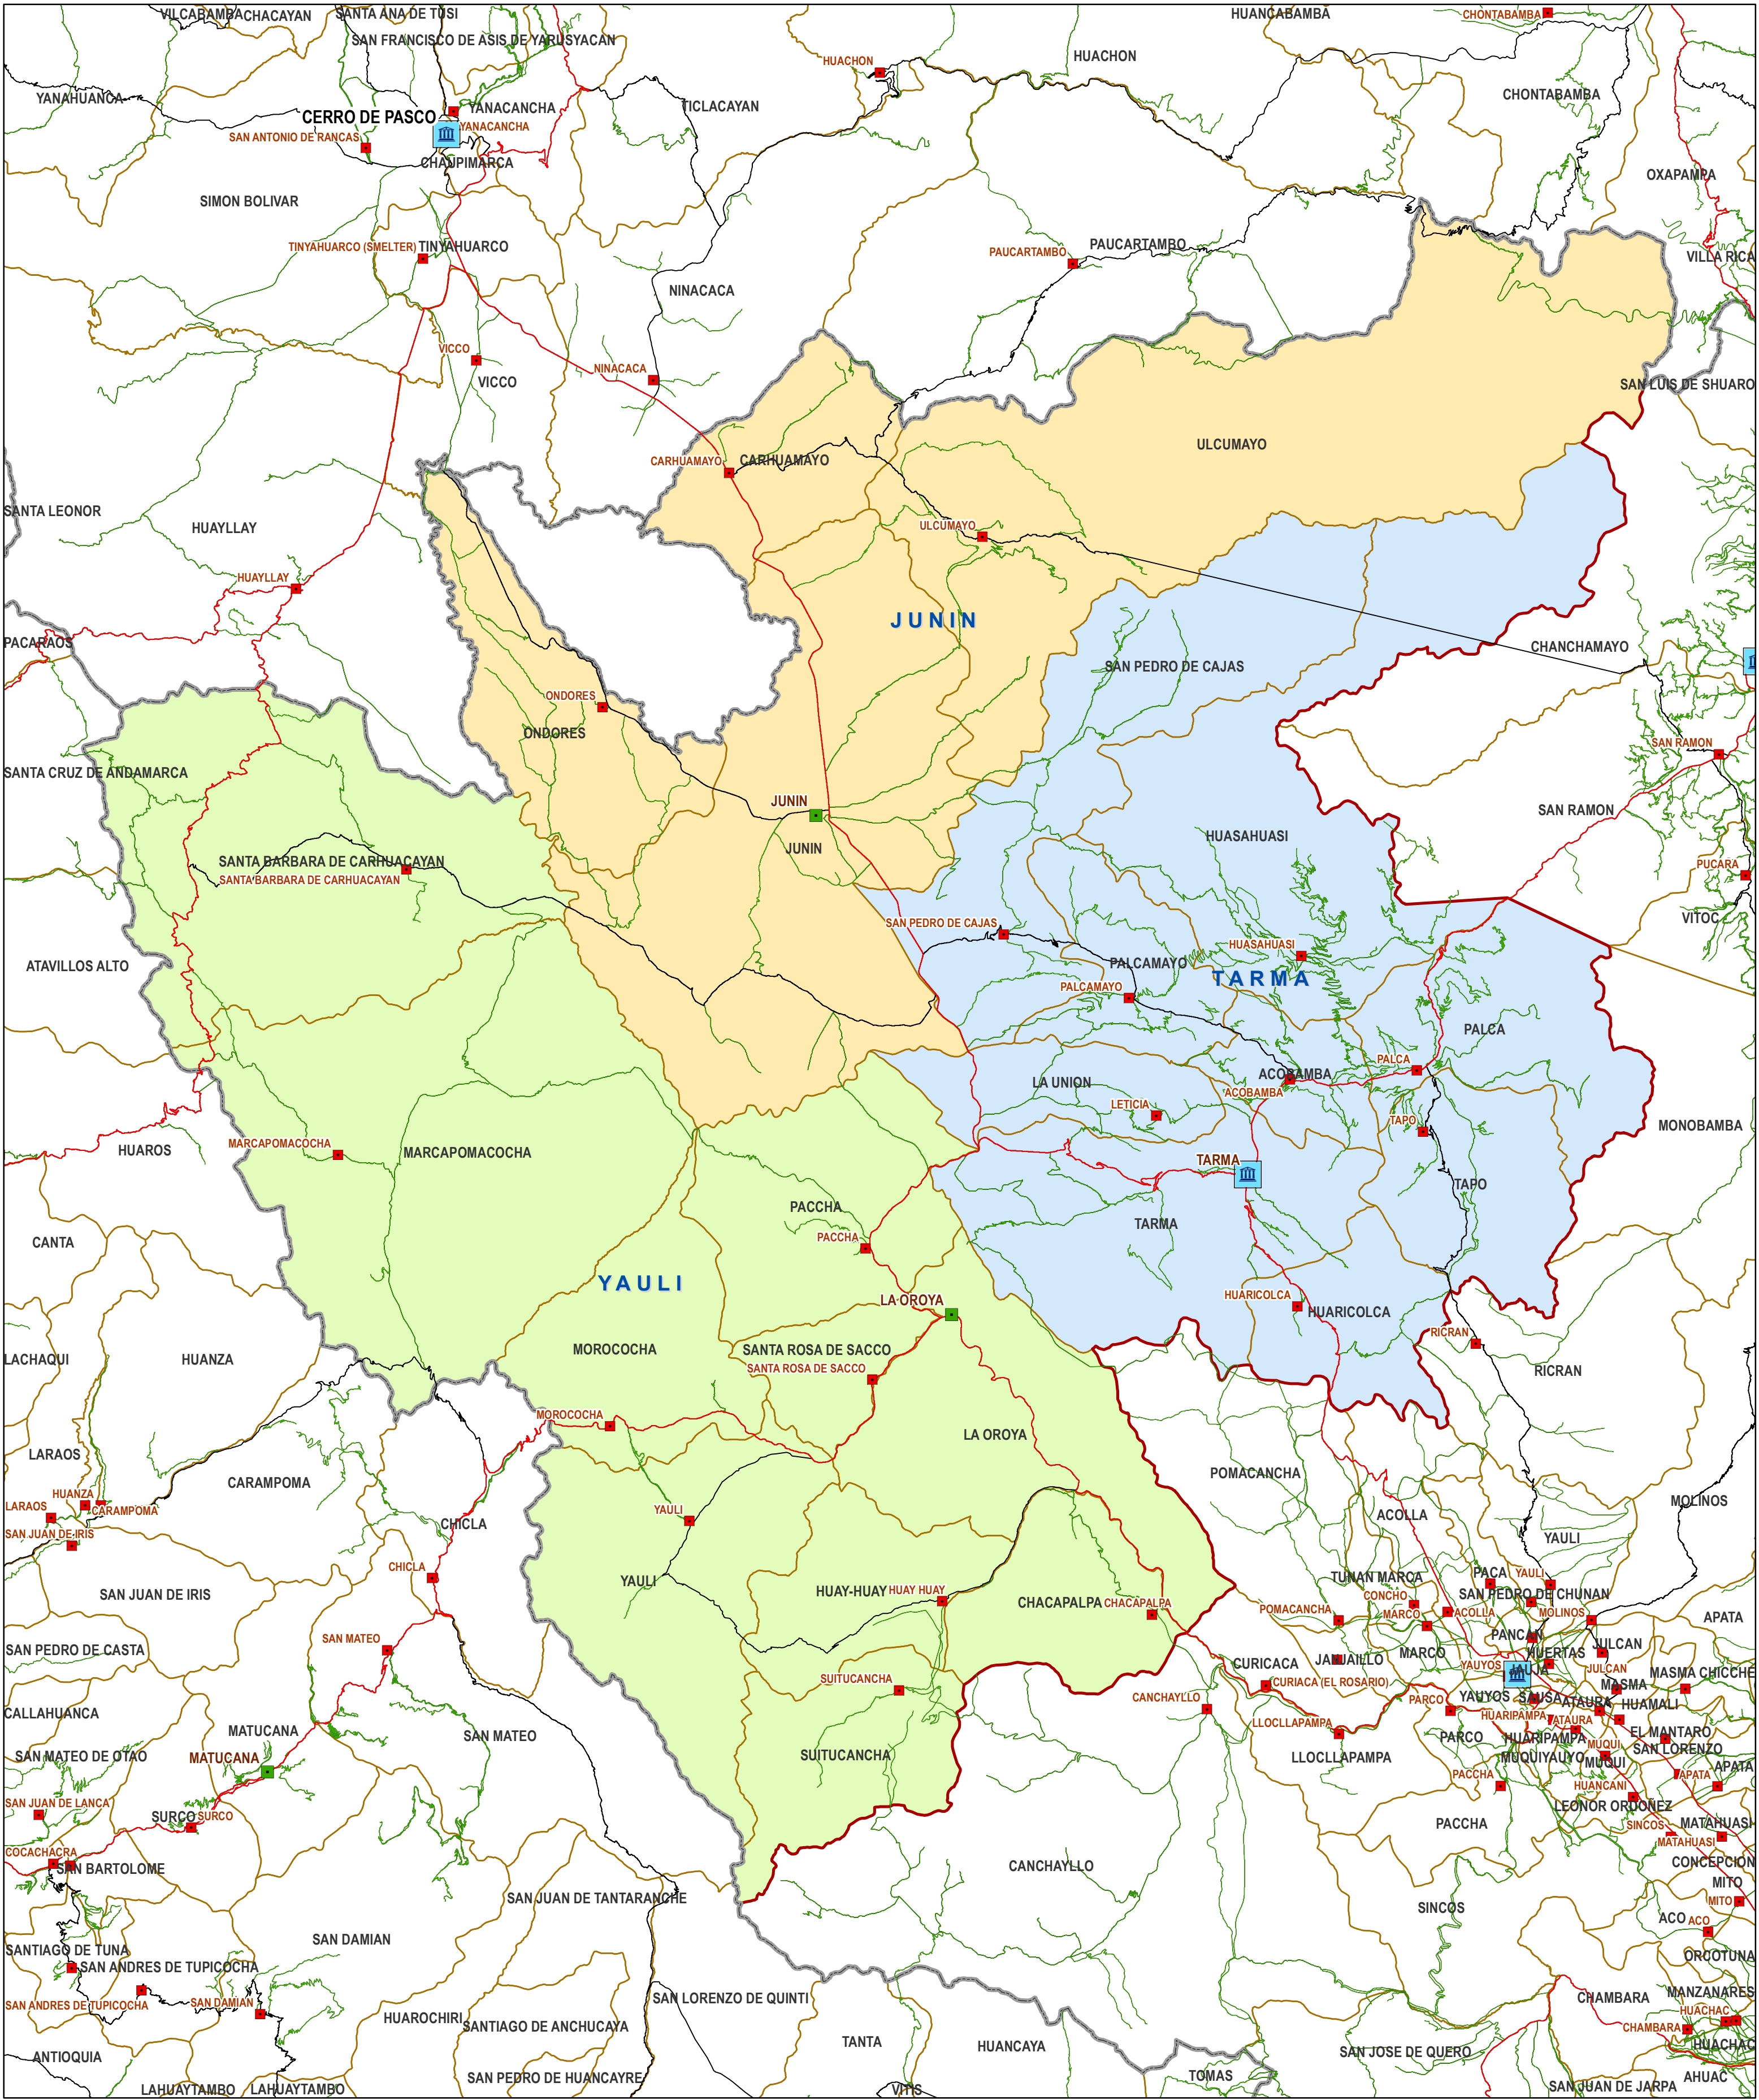 VILCABAMBA
CHACAYAN
SANTA ANA DE TUSI
HUANCABAMBA
CHONTABAMBA
SAN FRANCISCO DE ASIS DE YARUSYACAN
HUACHON
HUACHON
YANAHUANCA
YANACANCHA
TICLACAYAN
CHONTABAMBA
CERRO DE PASCO
YANACANCHA
SAN ANTONIO DE RANCAS
CHAUPIMARCA
OXAPAMPA
SIMON BOLIVAR
TINYAHUARCO (SMELTER)
TINYAHUARCO
PAUCARTAMBO
PAUCARTAMBO
VILLA RICA
NINACACA
VICCO
NINACACA
VICCO
SAN LUIS DE SHUARO
ULCUMAYO
CARHUAMAYO
CARHUAMAYO
SANTA LEONOR
HUAYLLAY
ULCUMAYO
HUAYLLAY
JUNIN
PACARAOS
CHANCHAMAYO
SAN PEDRO DE CAJAS
ONDORES
ONDORES
SAN RAMON
SANTA CRUZ DE ANDAMARCA
JUNIN
SAN RAMON
JUNIN
HUASAHUASI
SANTA BARBARA DE CARHUACAYAN
SANTA BARBARA DE CARHUACAYAN
PUCARA
VITOC
SAN PEDRO DE CAJAS
HUASAHUASI
ATAVILLOS ALTO
PALCAMAYO
TARMA
PALCAMAYO
PALCA
PALCA
LA UNION
ACOBAMBA
ACOBAMBA
LETICIA
TAPO
MONOBAMBA
HUAROS
MARCAPOMACOCHA
MARCAPOMACOCHA
TARMA
TAPO
PACCHA
TARMA
PACCHA
CANTA
YAULI
LA OROYA
HUARICOLCA
HUARICOLCA
RICRAN
RICRAN
LACHAQUI
HUANZA
MOROCOCHA
SANTA ROSA DE SACCO
SANTA ROSA DE SACCO
MOROCOCHA
LA OROYA
LARAOS
CARAMPOMA
POMACANCHA
HUANZA
LARAOS
CARAMPOMA
YAULI
MOLINOS
ACOLLA
CHICLA
SAN JUAN DE IRIS
YAULI
CHICLA
YAULI
HUAY-HUAY
HUAY HUAY
CHACAPALPA
CHACAPALPA
TUNAN MARCA
PACA
YAULI
SAN JUAN DE IRIS
CONCHO
SAN PEDRO DE CHUNAN
POMACANCHA
MARCO
ACOLLA
MOLINOS
APATA
SAN MATEO
PANCAN
JULCAN
SAN PEDRO DE CASTA
MARCO
HUERTAS
CURICACA
JANJAILLO
YAUYOS
JAUJA
JULCAN
MASMA CHICCHE
SUITUCANCHA
CURIACA (EL ROSARIO)
MASMA
CANCHAYLLO
PARCO
YAUYOS
SAUSA
ATAURA
HUAMALI
CALLAHUANCA
HUARIPAMPA
ATAURA
LLOCLLAPAMPA
MATUCANA
SAN MATEO
PARCO
HUARIPAMPA
EL MANTARO
MUQUI
SAN LORENZO
SAN MATEO DE OTAO
MATUCANA
SUITUCANCHA
LLOCLLAPAMPA
MUQUIYAUYO
MUQUI
APATA
PACCHA
APATA
HUANCANI
SAN JUAN DE LANCA
LEONOR ORDOÑEZ
SURCO
SURCO
PACCHA
SINCOS
MATAHUASI
MATAHUASI
COCACHACRA
SAN BARTOLOME
CANCHAYLLO
CONCEPCION
MITO
SAN JUAN DE TANTARANCHE
MITO
SINCOS
ACO
ACO
SAN DAMIAN
SANTIAGO DE TUNA
ORCOTUNA
SAN ANDRES DE TUPICOCHA
MANZANARES
SAN LORENZO DE QUINTI
CHAMBARA
SAN ANDRES DE TUPICOCHA
SAN DAMIAN
HUACHAC
HUAROCHIRI
SANTIAGO DE ANCHUCAYA
CHAMBARA
TANTA
HUANCAYA
HUACHAC
SAN JOSE DE QUERO
ANTIOQUIA
SAN PEDRO DE HUANCAYRE
TOMAS
AHUAC
LAHUAYTAMBO
LAHUAYTAMBO
VITIS
SAN JUAN DE JARPA